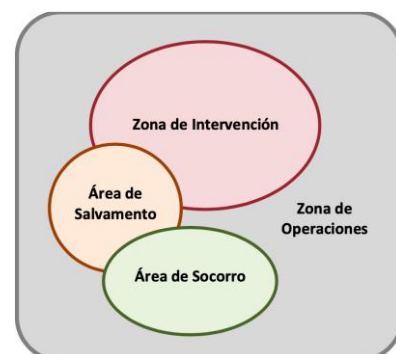 Zona de Intervención
Área de
Salvamento
Zona de
Operaciones
Área de Socorro